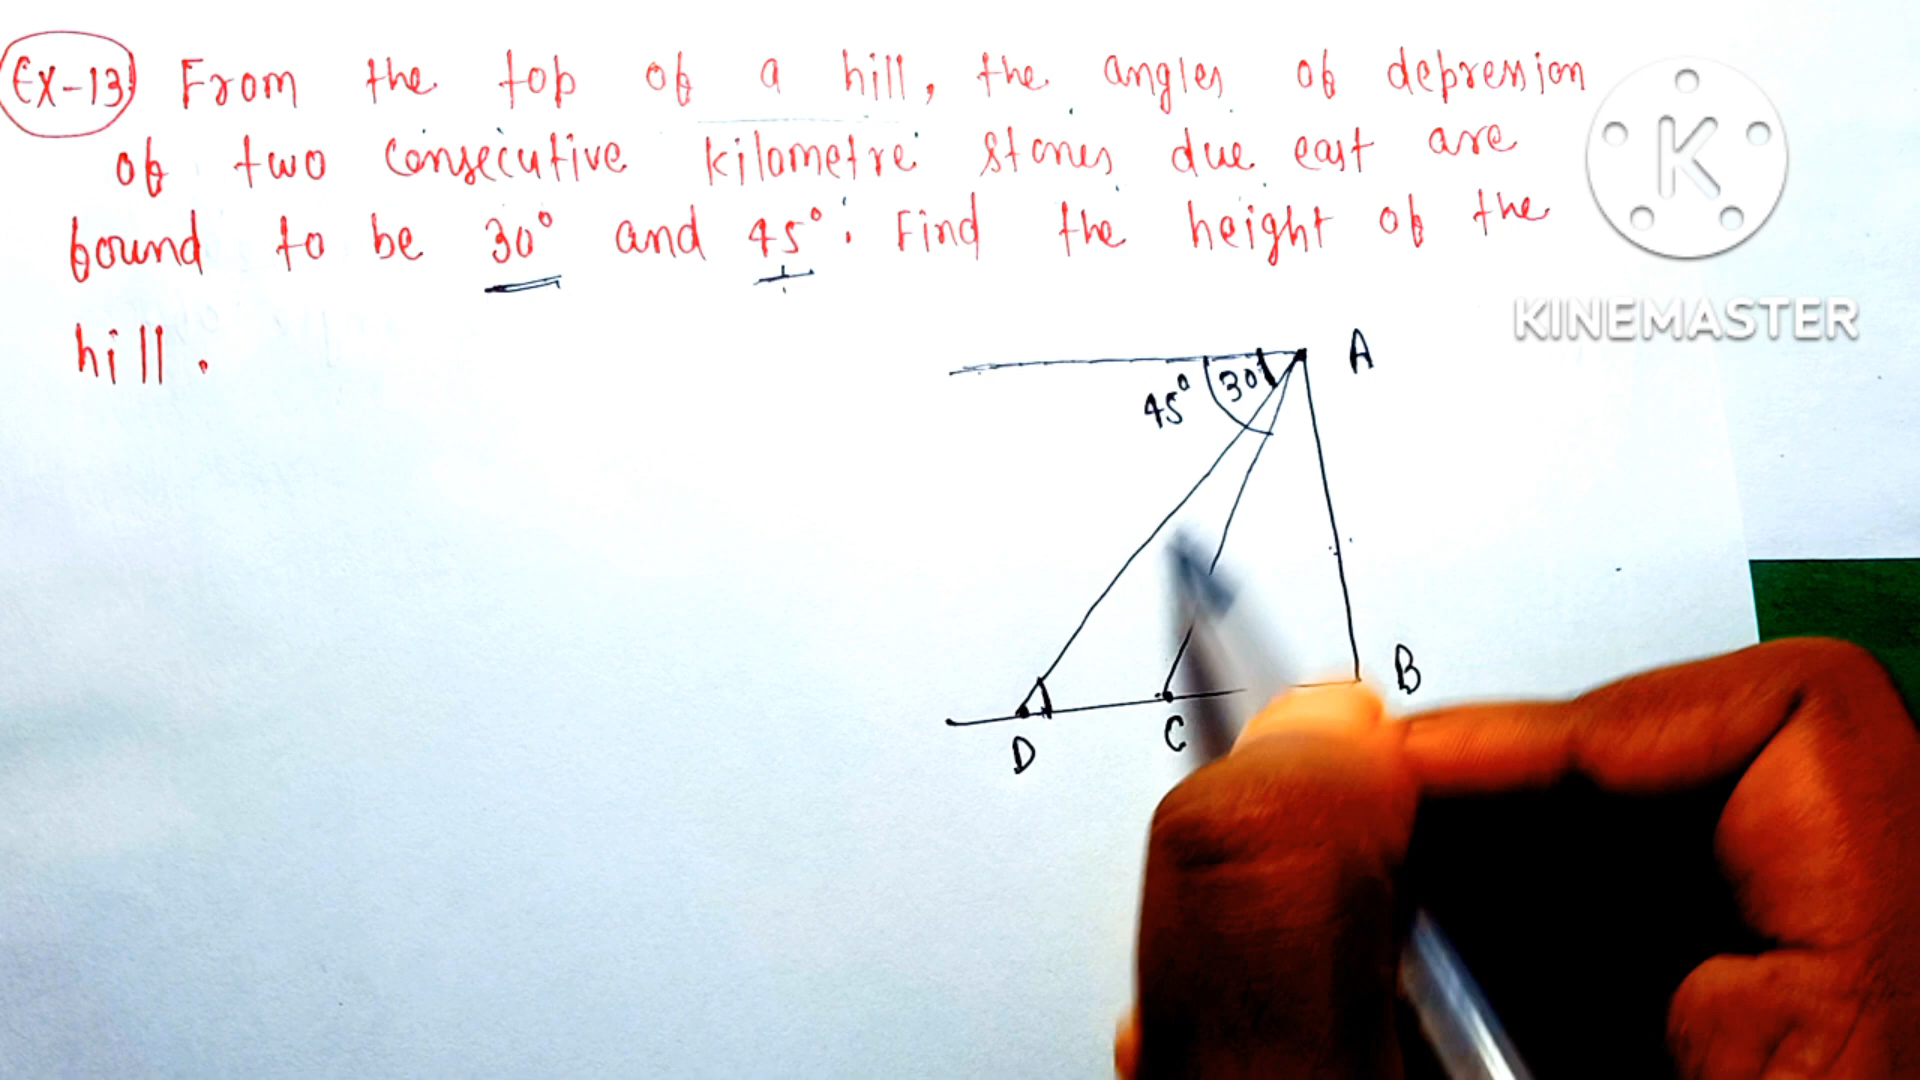 Ex-13 From the top of a hill, the angles of depression
of two consecutive kilometre stones due east are
found to be 30° and 45°. Find the height of the
hill.
K
KINEMASTER
A
45° 30°
B
D C